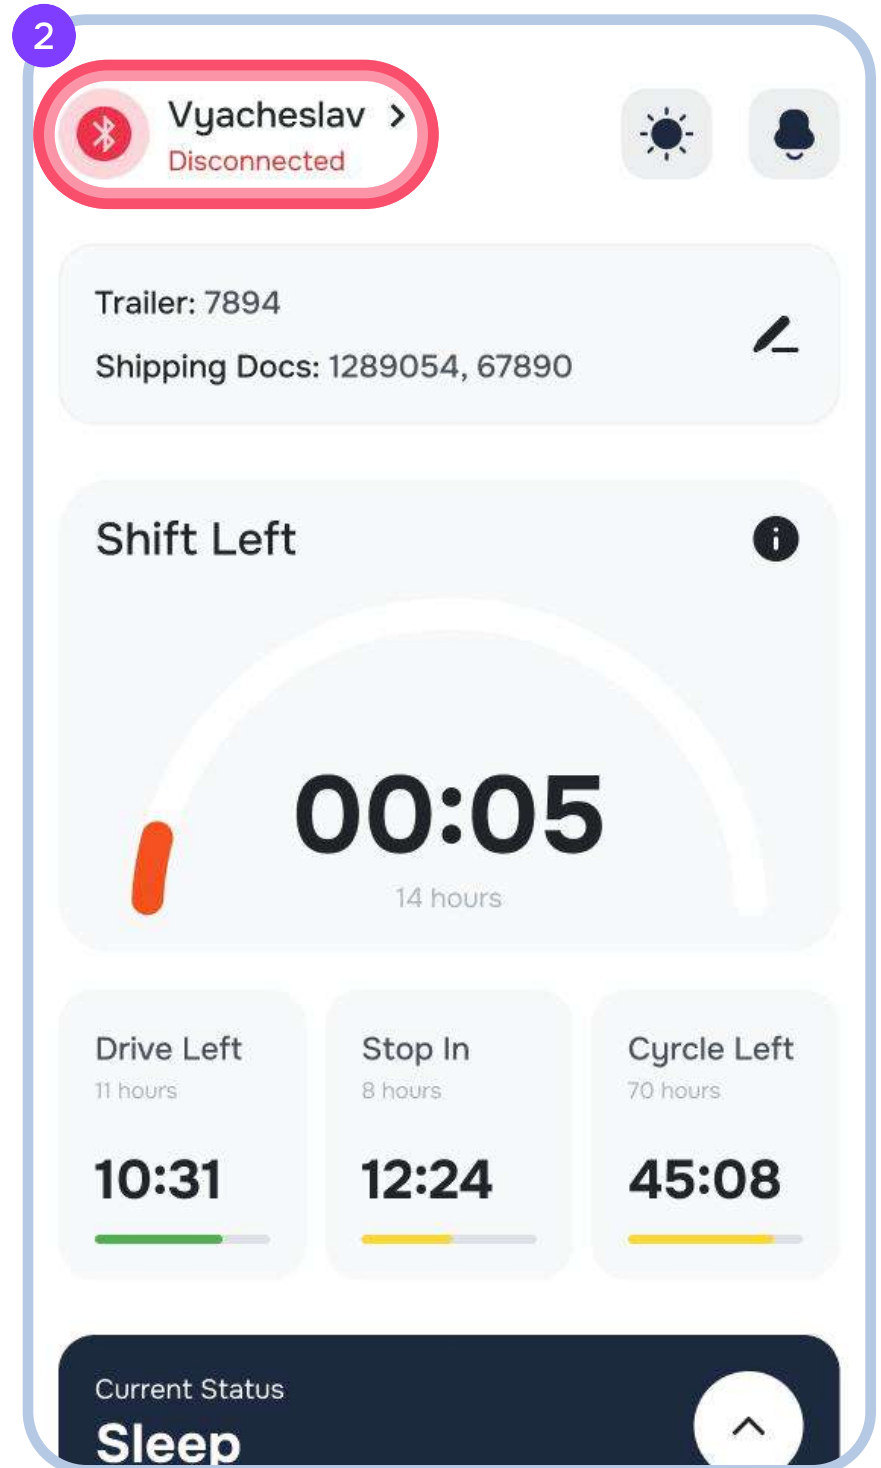 2
Vyacheslav
Disconnected
Trailer: 7894
Shipping Docs: 1289054, 67890
Shift Left
00:05
14 hours
Drive Left
11 hours
10:31
Stop In
8 hours
12:24
Cyrcle Left
70 hours
45:08
Current Status
Sleep